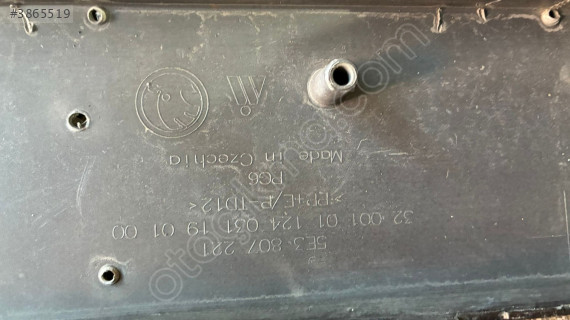 #3865519
5E3 807 221
32 001 01 124 031 19 01 00
>PP+E/P-TD12<
PG6
Made in Czechia